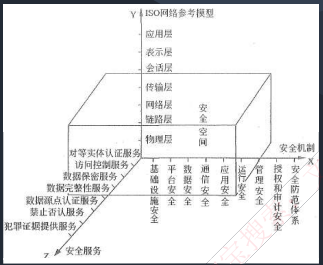 Y
ISO网络参考模型
应用层
表示层
会话层
传输层
网络层
链路层
物理层
安全空间
安全机制
X
对等实体认证服务
访问控制服务
数据保密服务
数据完整性服务
数据源点认证服务
禁止否认服务
犯罪证据提供服务
Z
安全服务
基础设施安全
平台安全
数据安全
通信安全
应用安全
运行安全
管理安全
授权和审计安全
安全防范体系